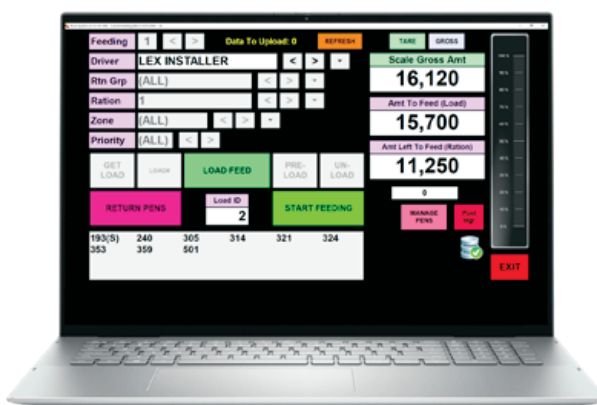 Feeding 1 < > Data To Upload: 0 REFRESH TARE GROSS
Driver LEX INSTALLER < > Scale Gross Amt
16,120
Rtn Grp (ALL) < >
Ration 1 < > Amt To Feed (Load)
15,700
Zone (ALL) < >
Priority (ALL) < > Amt Left To Feed (Ration)
11,250
GET LOAD LOAD# LOAD FEED PRE-LOAD UN-LOAD
0
RETURN PENS Load ID 2 START FEEDING MANAGE PENS
193(S) 240 305 314 321 324
353 359 501
EXIT